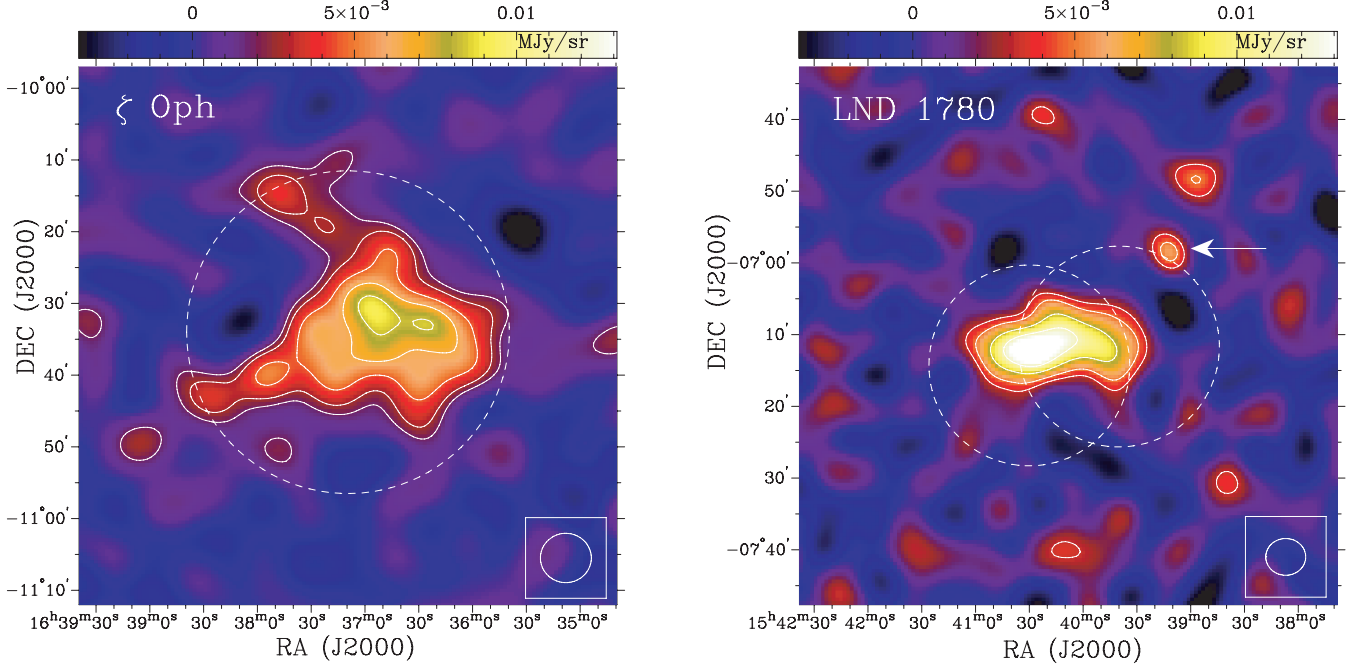 0 5×10⁻³ 0.01
MJy/sr
ζ Oph
−10°00′
10′
20′
30′
40′
50′
−11°00′
−11°10′
DEC (J2000)
16ʰ39ᵐ30ˢ 39ᵐ0ˢ 30ˢ 38ᵐ0ˢ 30ˢ 37ᵐ0ˢ 30ˢ 36ᵐ0ˢ 30ˢ 35ᵐ0ˢ
RA (J2000)
0 5×10⁻³ 0.01
MJy/sr
LND 1780
40′
50′
−07°00′
10′
20′
30′
−07°40′
DEC (J2000)
15ʰ42ᵐ30ˢ 42ᵐ0ˢ 30ˢ 41ᵐ0ˢ 30ˢ 40ᵐ0ˢ 30ˢ 39ᵐ0ˢ 30ˢ 38ᵐ0ˢ
RA (J2000)